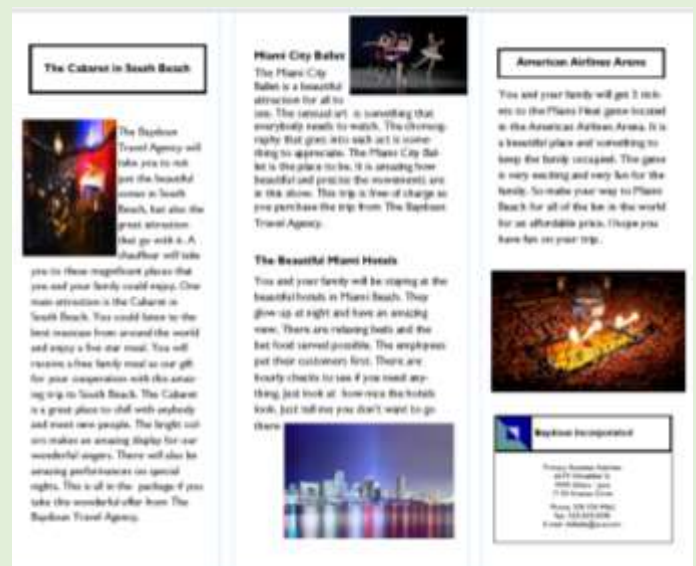 The Cabaret in South Beach
The Baydoun
Travel Agency will
take you to not
just the beautiful
scenes in South
Beach, but also the
great attraction
that go with it. A
chauffeur will take
you to these magnificent places that
you and your family could enjoy. One
main attraction is the Cabaret in
South Beach. You could listen to the
best musicians from around the world
and enjoy a five star meal. You will
receive a free family meal as our gift
for your cooperation with this amaz-
ing trip to South Beach. The Cabaret
is a great place to chill with anybody
and meet new people. The bright col-
ors makes an amazing display for our
wonderful singers. There will also be
amazing performances on special
nights. This is all in the package if you
take this wonderful offer from The
Baydoun Travel Agency.
Miami City Ballet
The Miami City
Ballet is a beautiful
attraction for all to
see. The sensual art is something that
everybody needs to watch. The choreog-
raphy that goes into each act is some-
thing to appreciate. The Miami City Bal-
let is the place to be. It is amazing how
beautiful and precise the movements are
in this show. This trip is free of charge as
you purchase the trip from The Baydoun
Travel Agency.
The Beautiful Miami Hotels
You and your family will be staying at the
beautiful hotels in Miami Beach. They
glow up at night and have an amazing
view. There are relaxing beds and the
bet food served possible. The employees
put their customers first. There are
hourly checks to see if you need any-
thing. Just look at how nice the hotels
look. Just tell me you don't want to go
there.
American Airlines Arena
You and your family will get 5 tick-
ets to the Miami Heat game located
in the American Airlines Arena. It is
a beautiful place and something to
keep the family occupied. The game
is very exciting and very fun for the
family. So make your way to Miami
Beach for all of the fun in the world
for an affordable price. I hope you
have fun on your trip.
Baydoun Incorporated
Primary Business Address